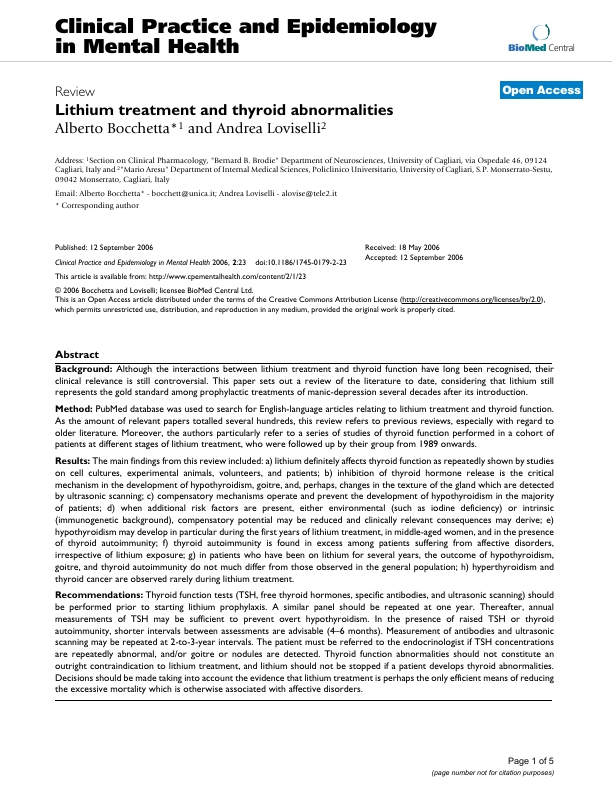 Clinical Practice and Epidemiology
in Mental Health
BioMed Central
Review
Open Access
Lithium treatment and thyroid abnormalities
Alberto Bocchetta*1 and Andrea Loviselli2
Address: 1Section on Clinical Pharmacology, "Bernard B. Brodie" Department of Neurosciences, University of Cagliari, via Ospedale 46, 09124
Cagliari, Italy and 2"Mario Aresu" Department of Internal Medical Sciences, Policlinico Universitario, University of Cagliari, S.P. Monserrato-Sestu,
09042 Monserrato, Cagliari, Italy
Email: Alberto Bocchetta* - bocchett@unica.it; Andrea Loviselli - alovise@tele2.it
* Corresponding author
Published: 12 September 2006
Received: 18 May 2006
Accepted: 12 September 2006
Clinical Practice and Epidemiology in Mental Health 2006, 2:23 doi:10.1186/1745-0179-2-23
This article is available from: http://www.cpementalhealth.com/content/2/1/23
© 2006 Bocchetta and Loviselli; licensee BioMed Central Ltd.
This is an Open Access article distributed under the terms of the Creative Commons Attribution License (http://creativecommons.org/licenses/by/2.0),
which permits unrestricted use, distribution, and reproduction in any medium, provided the original work is properly cited.
Abstract
Background: Although the interactions between lithium treatment and thyroid function have long been recognised, their
clinical relevance is still controversial. This paper sets out a review of the literature to date, considering that lithium still
represents the gold standard among prophylactic treatments of manic-depression several decades after its introduction.
Method: PubMed database was used to search for English-language articles relating to lithium treatment and thyroid function.
As the amount of relevant papers totalled several hundreds, this review refers to previous reviews, especially with regard to
older literature. Moreover, the authors particularly refer to a series of studies of thyroid function performed in a cohort of
patients at different stages of lithium treatment, who were followed up by their group from 1989 onwards.
Results: The main findings from this review included: a) lithium definitely affects thyroid function as repeatedly shown by studies
on cell cultures, experimental animals, volunteers, and patients; b) inhibition of thyroid hormone release is the critical
mechanism in the development of hypothyroidism, goitre, and, perhaps, changes in the texture of the gland which are detected
by ultrasonic scanning; c) compensatory mechanisms operate and prevent the development of hypothyroidism in the majority
of patients; d) when additional risk factors are present, either environmental (such as iodine deficiency) or intrinsic
(immunogenetic background), compensatory potential may be reduced and clinically relevant consequences may derive; e)
hypothyroidism may develop in particular during the first years of lithium treatment, in middle-aged women, and in the presence
of thyroid autoimmunity; f) thyroid autoimmunity is found in excess among patients suffering from affective disorders,
irrespective of lithium exposure; g) in patients who have been on lithium for several years, the outcome of hypothyroidism,
goitre, and thyroid autoimmunity do not much differ from those observed in the general population; h) hyperthyroidism and
thyroid cancer are observed rarely during lithium treatment.
Recommendations: Thyroid function tests (TSH, free thyroid hormones, specific antibodies, and ultrasonic scanning) should
be performed prior to starting lithium prophylaxis. A similar panel should be repeated at one year. Thereafter, annual
measurements of TSH may be sufficient to prevent overt hypothyroidism. In the presence of raised TSH or thyroid
autoimmunity, shorter intervals between assessments are advisable (4–6 months). Measurement of antibodies and ultrasonic
scanning may be repeated at 2-to-3-year intervals. The patient must be referred to the endocrinologist if TSH concentrations
are repeatedly abnormal, and/or goitre or nodules are detected. Thyroid function abnormalities should not constitute an
outright contraindication to lithium treatment, and lithium should not be stopped if a patient develops thyroid abnormalities.
Decisions should be made taking into account the evidence that lithium treatment is perhaps the only efficient means of reducing
the excessive mortality which is otherwise associated with affective disorders.
Page 1 of 5
(page number not for citation purposes)